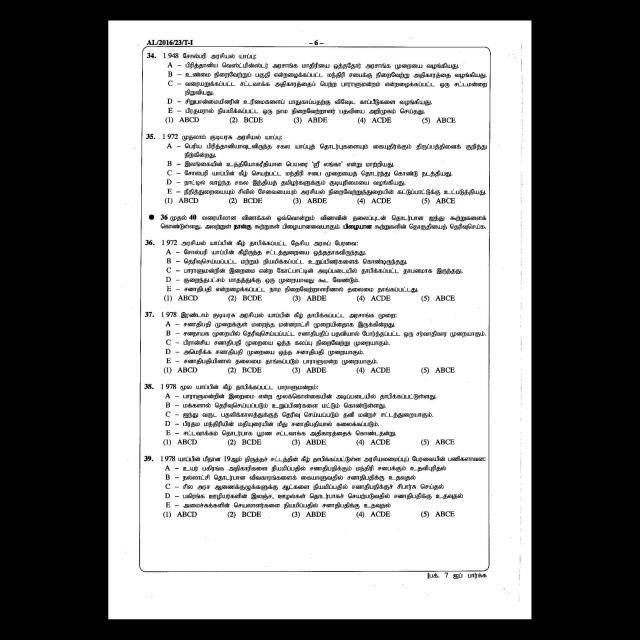 AL/2016/23/T-I
- 6 -
34. 1948 சோல்பரி அரசியல் யாப்பு:
A – பிரித்தானிய வெஸ்ட்மின்ஸ்டர் அரசாங்க மாதிரியை ஒத்ததோர் அரசாங்க முறையை வழங்கியது.
B – உண்மை நிறைவேற்றுப் பகுதி என்றழைக்கப்பட்ட மந்திரி சபைக்கு நிறைவேற்று அதிகாரத்தை வழங்கியது.
C – வரையறுக்கப்பட்ட சட்டவாக்க அதிகாரத்தைப் பெற்ற பாராளுமன்றம் என்றழைக்கப்பட்ட ஒரு சட்டமன்றை
நிறுவியது.
D – சிறுபான்மையினரின் உரிமைகளைப் பாதுகாப்பதற்கு விஷேட காப்பீடுகளை வழங்கியது.
E – பிரதமரால் நியமிக்கப்பட்ட ஒரு நாம நிறைவேற்றாளர் பதவியை அறிமுகம் செய்தது.
(1) ABCD (2) BCDE (3) ABDE (4) ACDE (5) ABCE
35. 1972 முதலாம் குடியரசு அரசியல் யாப்பு:
A – பெரிய பிரித்தானியாவுடனிருந்த சகல யாப்புத் தொடர்புகளையும் கைபுதிர்க்கும் திருப்பத்தினைக் குறித்து
நிற்கின்றது.
B – இலங்கையின் உத்தியோகரீதியான பெயரை 'ஸ்ரீ லங்கா' என்று மாற்றியது.
C – சோல்பரி யாப்பின் கீழ் செயற்பட்ட மந்திரி சபை முறையைத் தொடர்ந்து கொண்டு நடத்தியது.
D – நாட்டில் வாழ்ந்த சகல இந்தியத் தமிழர்களுக்கும் குடியுரிமையை வழங்கியது.
E – நீதித்துறையையும் சிவில் சேவையையும் அரசியல் நிறைவேற்றுத்துறையின் கட்டுப்பாட்டுக்கு உட்படுத்தியது.
(1) ABCD (2) BCDE (3) ABDE (4) ACDE (5) ABCE
● 36 முதல் 40 வரையிலான வினாக்கள் ஒவ்வொன்றும் வினாவின் தலைப்புடன் தொடர்பான ஐந்து கூற்றுகளைக்
கொண்டுள்ளது. அவற்றுள் நான்கு கூற்றுகள் பிழையானவையாகும். பிழையான கூற்றுகளின் தொகுதியைத் தெரிவுசெய்க.
36. 1972 அரசியல் யாப்பின் கீழ் தாபிக்கப்பட்ட தேசிய அரசுப் பேரவை:
A – சோல்பரி யாப்பின் கீழிருந்த சட்டத்துறையை ஒத்ததாகவிருந்தது.
B – தெரிவுசெய்யப்பட்ட மற்றும் நியமிக்கப்பட்ட உறுப்பினர்களைக் கொண்டிருந்தது.
C – பாராளுமன்றின் இறைமை என்ற கோட்பாட்டின் அடிப்படையில் தாபிக்கப்பட்ட தாபனமாக இருந்தது.
D – குறைந்தபட்சம் மாதத்துக்கு ஒரு முறையாவது கூட வேண்டும்.
E – சனாதிபதி என்றழைக்கப்பட்ட நாம நிறைவேற்றாளரினால் தலைமை தாங்கப்பட்டது.
(1) ABCD (2) BCDE (3) ABDE (4) ACDE (5) ABCE
37. 1978 இரண்டாம் குடியரசு அரசியல் யாப்பின் கீழ் தாபிக்கப்பட்ட அரசாங்க முறை:
A – சனாதிபதி முறைக்குள் மறைந்த மன்னராட்சி முறையினதாக இருக்கின்றது.
B – சனநாயக முறையில் தெரிவுசெய்யப்பட்ட சனாதிபதிப் பதவியால் போர்த்தப்பட்ட ஒரு சர்வாதிகார முறையாகும்.
C – பிரான்சிய சனாதிபதி முறையை ஒத்த கலப்பு நிறைவேற்று முறையாகும்.
D – அமெரிக்க சனாதிபதி முறையை ஒத்த சனாதிபதி முறையாகும்.
E – சனாதிபதியினால் தலைமை தாங்கப்படும் பாராளுமன்ற முறையாகும்.
(1) ABCD (2) BCDE (3) ABDE (4) ACDE (5) ABCE
38. 1978 மூல யாப்பின் கீழ் தாபிக்கப்பட்ட பாராளுமன்றம்:
A – பாராளுமன்றின் இறைமை என்ற மூலக்கொள்கையின் அடிப்படையில் தாபிக்கப்பட்டுள்ளது.
B – மக்களால் தெரிவுசெய்யப்படும் உறுப்பினர்களை மட்டும் கொண்டுள்ளது.
C – ஐந்து வருட பதவிக்காலத்துக்குத் தெரிவு செய்யப்படும் தனி மன்றச் சட்டத்துறையாகும்.
D – பிரதம மந்திரியின் மதியுரையின் மீது சனாதிபதியால் கலைக்கப்படும்.
E – சட்டவாக்கம் தொடர்பாக பூரண சட்டவாக்க அதிகாரத்தைக் கொண்டதன்று.
(1) ABCD (2) BCDE (3) ABDE (4) ACDE (5) ABCE
39. 1978 யாப்பின் மீதான 19ஆம் திருத்தச் சட்டத்தின் கீழ் தாபிக்கப்பட்டுள்ள அரசியலமைப்புப் பேரவையின் பணிகளாவன:
A – உயர் பகிரங்க அதிகாரிகளை நியமிப்பதில் சனாதிபதிக்கும் மந்திரி சபைக்கும் உதவிபுரிதல்
B – நல்லாட்சி தொடர்பான விவகாரங்களைக் கையாளுவதில் சனாதிபதிக்கு உதவுதல்
C – சில அரச ஆணைக்குழுக்களுக்கு ஆட்களை நியமிப்பதில் சனாதிபதிக்குச் சிபார்சு செய்தல்
D – பகிரங்க ஊழியர்களின் இலஞ்ச, ஊழல்கள் தொடர்பாகச் செயற்படுவதில் சனாதிபதிக்கு உதவுதல்
E – அமைச்சுக்களின் செயலாளர்களை நியமிப்பதில் சனாதிபதிக்கு உதவுதல்
(1) ABCD (2) BCDE (3) ABDE (4) ACDE (5) ABCE
[பக். 7 ஐப் பார்க்க